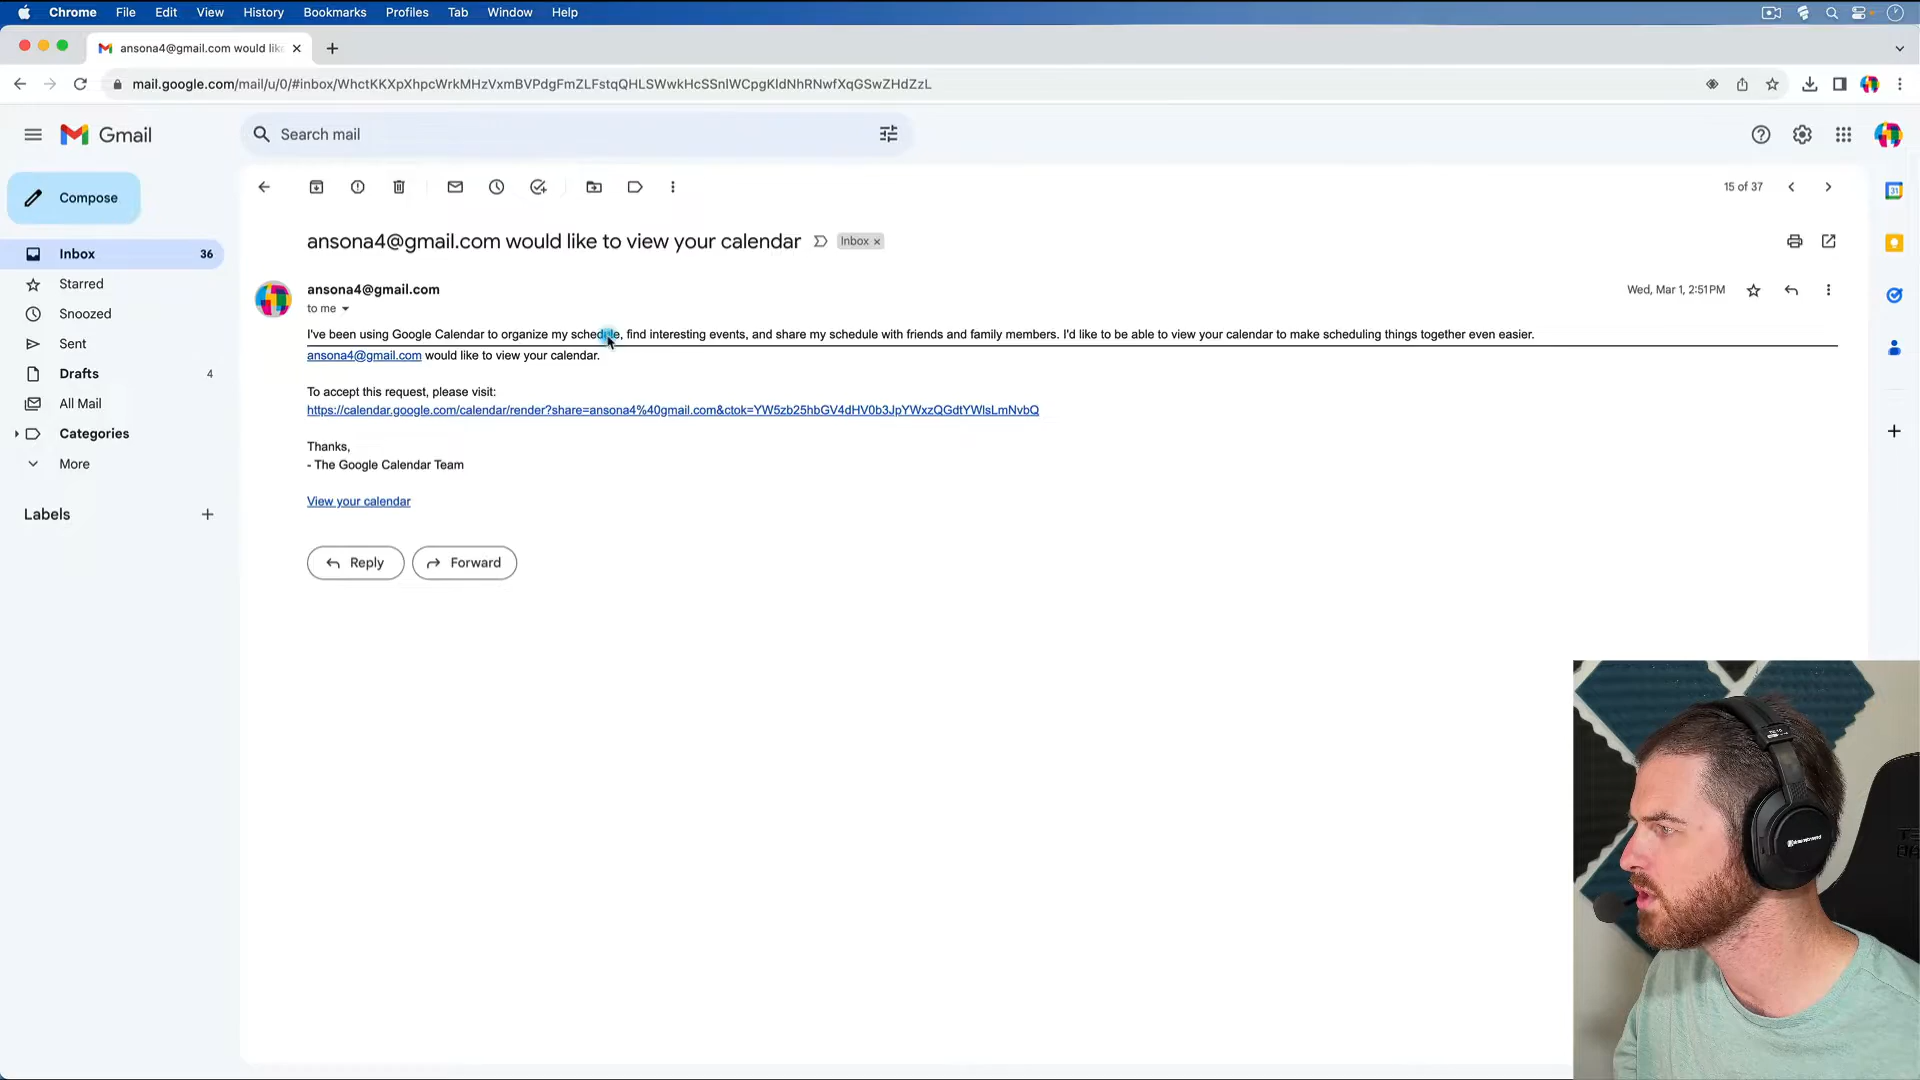 Chrome File Edit View History Bookmarks Profiles Tab Window Help
ansona4@gmail.com would lik
mail.google.com/mail/u/0/#inbox/WhctKKXpXhpcWrkMHzVxmBVPdgFmZLFstqQHLSWwkHcSSnlWCpgKldNhRNwfXqGSwZHdZzL
Gmail
Search mail
Compose
15 of 37
ansona4@gmail.com would like to view your calendar Inbox ×
Inbox 36
Starred
Snoozed
Sent
Drafts 4
All Mail
Categories
More
Labels
ansona4@gmail.com
Wed, Mar 1, 2:51 PM
to me
I've been using Google Calendar to organize my schedule, find interesting events, and share my schedule with friends and family members. I'd like to be able to view your calendar to make scheduling things together even easier.
ansona4@gmail.com would like to view your calendar.
To accept this request, please visit:
https://calendar.google.com/calendar/render?share=ansona4%40gmail.com&ctok=YW5zb25hbGV4dHV0b3JpYWxzQGdtYWlsLmNvbQ
Thanks,
- The Google Calendar Team
View your calendar
Reply Forward
31